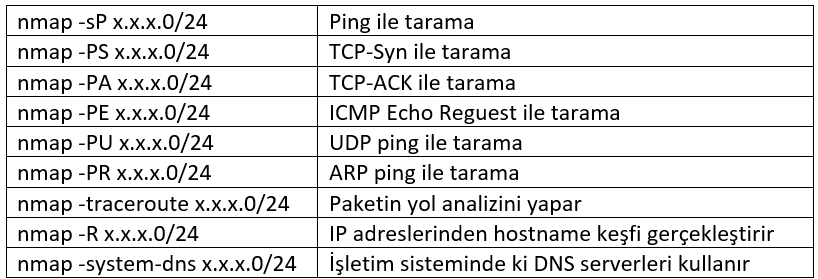 nmap -sP x.x.x.0/24 Ping ile tarama
nmap -PS x.x.x.0/24 TCP-Syn ile tarama
nmap -PA x.x.x.0/24 TCP-ACK ile tarama
nmap -PE x.x.x.0/24 ICMP Echo Reguest ile tarama
nmap -PU x.x.x.0/24 UDP ping ile tarama
nmap -PR x.x.x.0/24 ARP ping ile tarama
nmap -traceroute x.x.x.0/24 Paketin yol analizini yapar
nmap -R x.x.x.0/24 IP adreslerinden hostname keşfi gerçekleştirir
nmap -system-dns x.x.x.0/24 İşletim sisteminde ki DNS serverleri kullanır